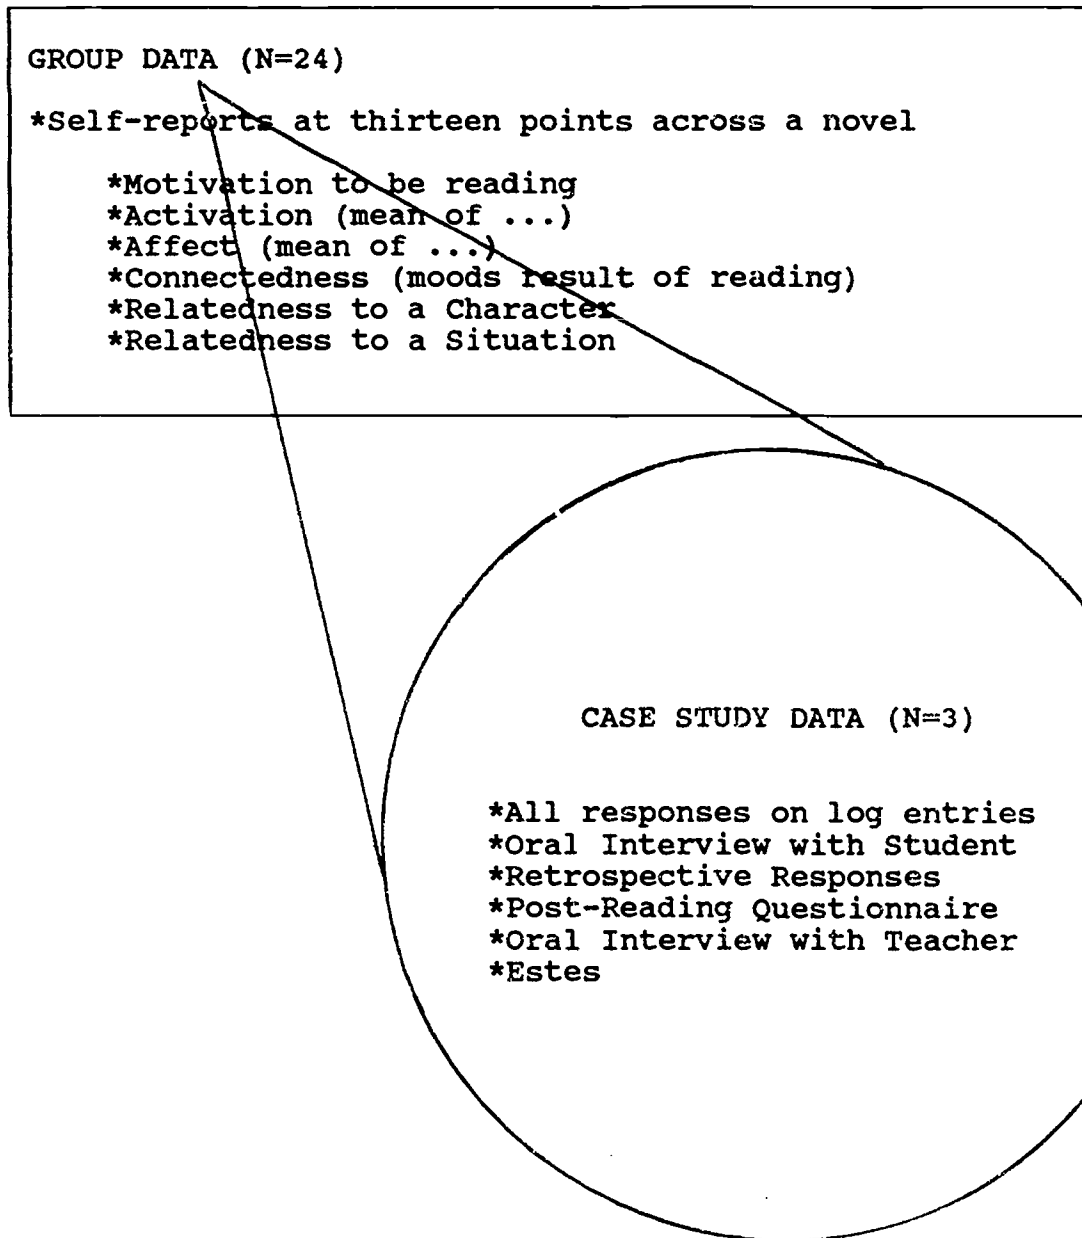 GROUP DATA (N=24)
*Self-reports at thirteen points across a novel
*Motivation to be reading
*Activation (mean of ...)
*Affect (mean of ...)
*Connectedness (moods result of reading)
*Relatedness to a Character
*Relatedness to a Situation
CASE STUDY DATA (N=3)
*All responses on log entries
*Oral Interview with Student
*Retrospective Responses
*Post-Reading Questionnaire
*Oral Interview with Teacher
*Estes